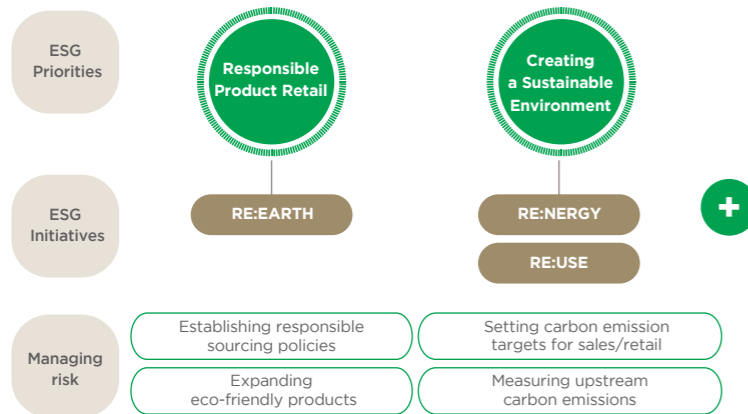 ESG
Priorities
Responsible
Product Retail
Creating
a Sustainable
Environment
ESG
Initiatives
RE:EARTH
RE:NERGY
RE:USE
+
Managing
risk
Establishing responsible
sourcing policies
Setting carbon emission
targets for sales/retail
Expanding
eco-friendly products
Measuring upstream
carbon emissions